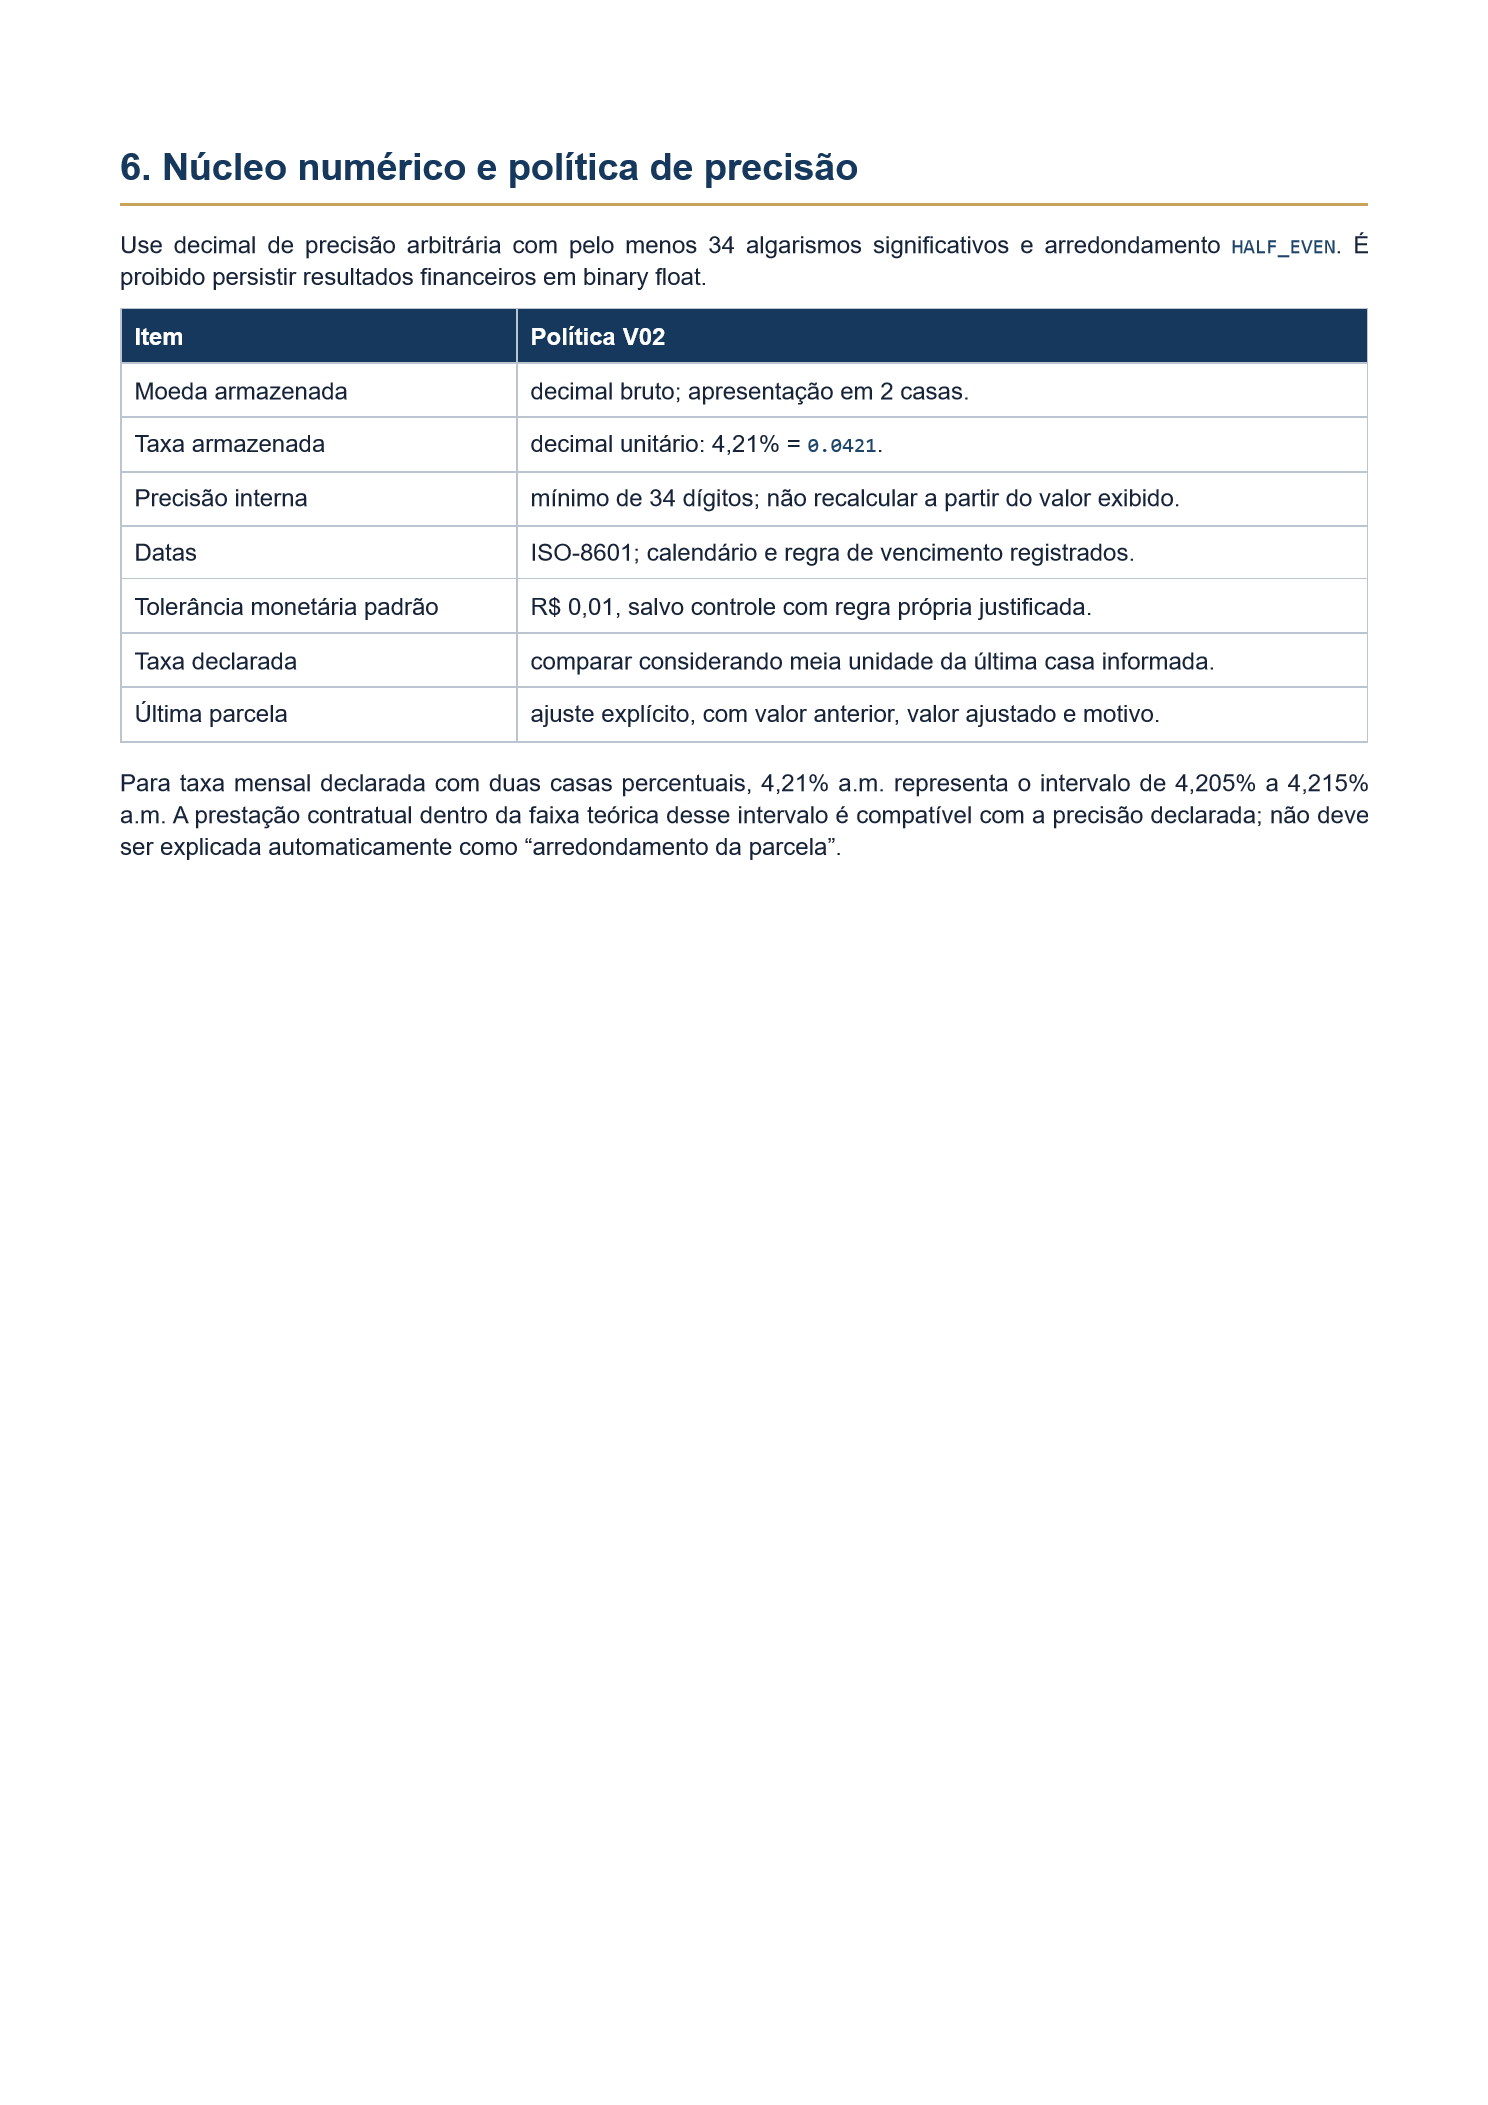 6. Núcleo numérico e política de precisão
Use decimal de precisão arbitrária com pelo menos 34 algarismos significativos e arredondamento HALF_EVEN. É
proibido persistir resultados financeiros em binary float.
Item Política V02
Moeda armazenada decimal bruto; apresentação em 2 casas.
Taxa armazenada decimal unitário: 4,21% = 0.0421.
Precisão interna mínimo de 34 dígitos; não recalcular a partir do valor exibido.
Datas ISO-8601; calendário e regra de vencimento registrados.
Tolerância monetária padrão R$ 0,01, salvo controle com regra própria justificada.
Taxa declarada comparar considerando meia unidade da última casa informada.
Última parcela ajuste explícito, com valor anterior, valor ajustado e motivo.
Para taxa mensal declarada com duas casas percentuais, 4,21% a.m. representa o intervalo de 4,205% a 4,215%
a.m. A prestação contratual dentro da faixa teórica desse intervalo é compatível com a precisão declarada; não deve
ser explicada automaticamente como “arredondamento da parcela”.